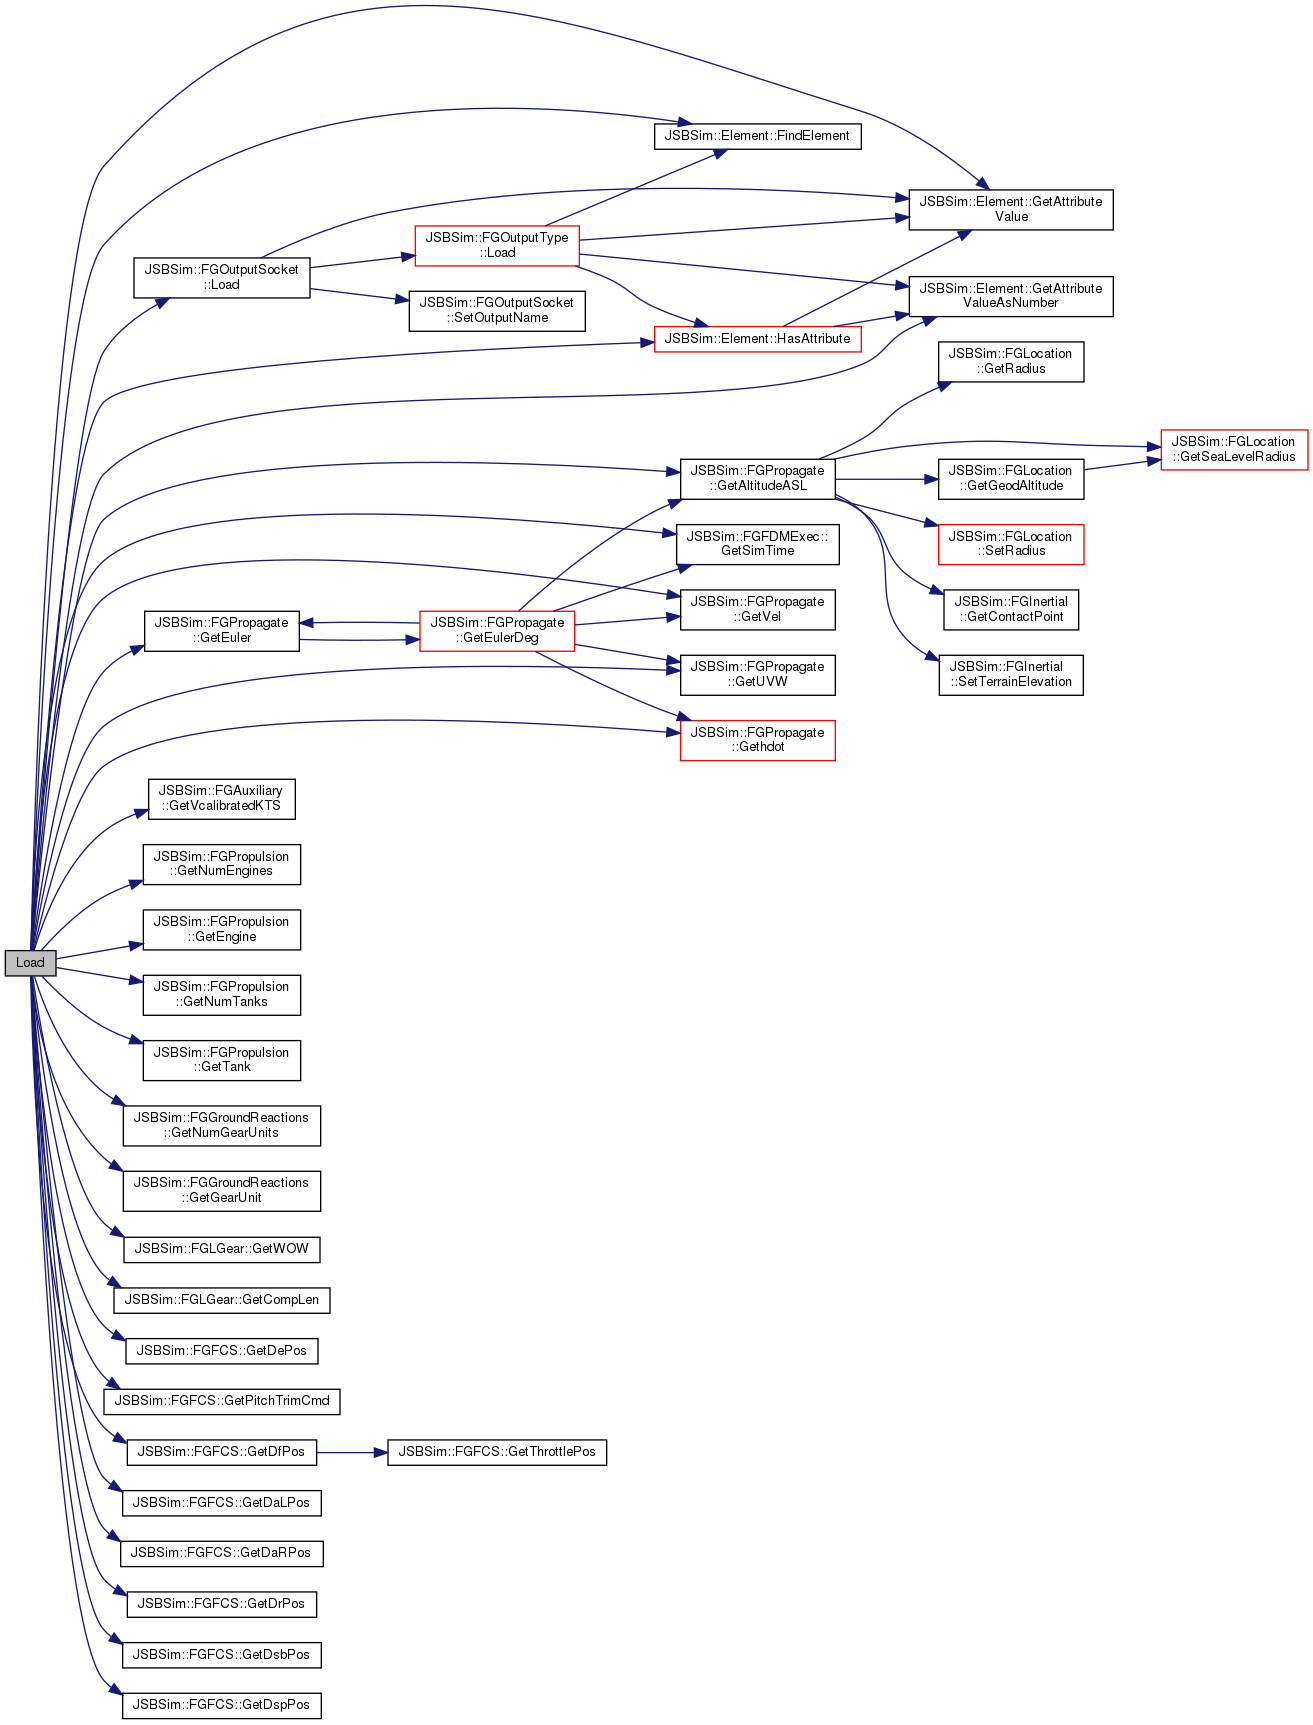 JSBSim::Element::FindElement
JSBSim::Element::GetAttribute
Value
JSBSim::FGOutputType
::Load
JSBSim::FGOutputSocket
::Load
JSBSim::Element::GetAttribute
ValueAsNumber
JSBSim::FGOutputSocket
::SetOutputName
JSBSim::Element::HasAttribute
JSBSim::FGLocation
::GetRadius
JSBSim::FGLocation
::GetSeaLevelRadius
JSBSim::FGPropagate
::GetAltitudeASL
JSBSim::FGLocation
::GetGeodAltitude
JSBSim::FGFDMExec::
GetSimTime
JSBSim::FGLocation
::SetRadius
JSBSim::FGPropagate
::GetVel
JSBSim::FGInertial
::GetContactPoint
JSBSim::FGPropagate
::GetEuler
JSBSim::FGPropagate
::GetEulerDeg
JSBSim::FGPropagate
::GetUVW
JSBSim::FGInertial
::SetTerrainElevation
JSBSim::FGPropagate
::Gethdot
JSBSim::FGAuxiliary
::GetVcalibratedKTS
JSBSim::FGPropulsion
::GetNumEngines
JSBSim::FGPropulsion
::GetEngine
Load
JSBSim::FGPropulsion
::GetNumTanks
JSBSim::FGPropulsion
::GetTank
JSBSim::FGGroundReactions
::GetNumGearUnits
JSBSim::FGGroundReactions
::GetGearUnit
JSBSim::FGLGear::GetWOW
JSBSim::FGLGear::GetCompLen
JSBSim::FGFCS::GetDePos
JSBSim::FGFCS::GetPitchTrimCmd
JSBSim::FGFCS::GetDfPos
JSBSim::FGFCS::GetThrottlePos
JSBSim::FGFCS::GetDaLPos
JSBSim::FGFCS::GetDaRPos
JSBSim::FGFCS::GetDrPos
JSBSim::FGFCS::GetDsbPos
JSBSim::FGFCS::GetDspPos